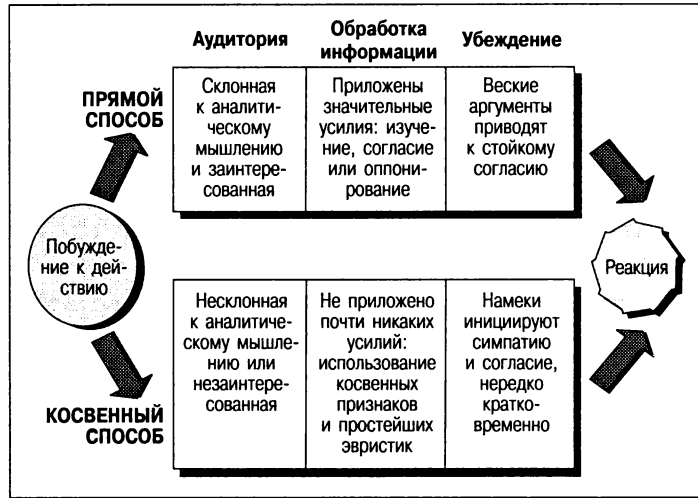 Аудитория
Обработка
информации
Убеждение
ПРЯМОЙ
СПОСОБ
Склонная
к аналити-
ческому
мышлению
и заинтере-
сованная
Приложены
значительные
усилия: изуче-
ние, согласие
или оппони-
рование
Веские
аргументы
приводят
к стойкому
согласию
Побужде-
ние к дей-
ствию
Реакция
КОСВЕННЫЙ
СПОСОБ
Несклонная
к аналитиче-
скому мышле-
нию или
незаинтере-
сованная
Не приложено
почти никаких
усилий:
использование
косвенных
признаков
и простейших
эвристик
Намеки
инициируют
симпатию
и согласие,
нередко
кратко-
временно